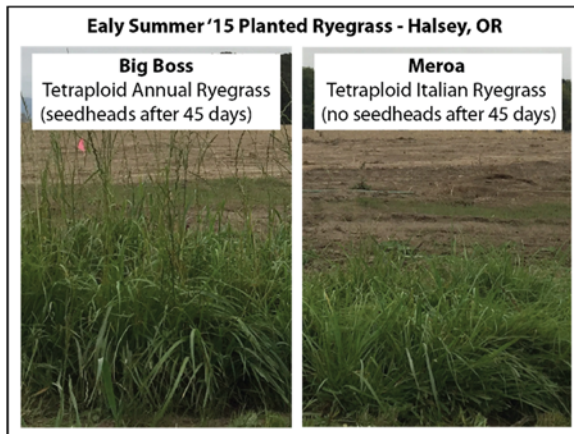 Ealy Summer '15 Planted Ryegrass - Halsey, OR
Big Boss
Tetraploid Annual Ryegrass
(seedheads after 45 days)
Meroa
Tetraploid Italian Ryegrass
(no seedheads after 45 days)